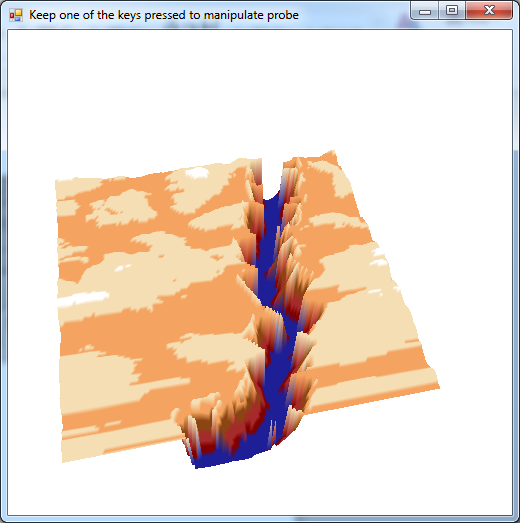 Keep one of the keys pressed to manipulate probe